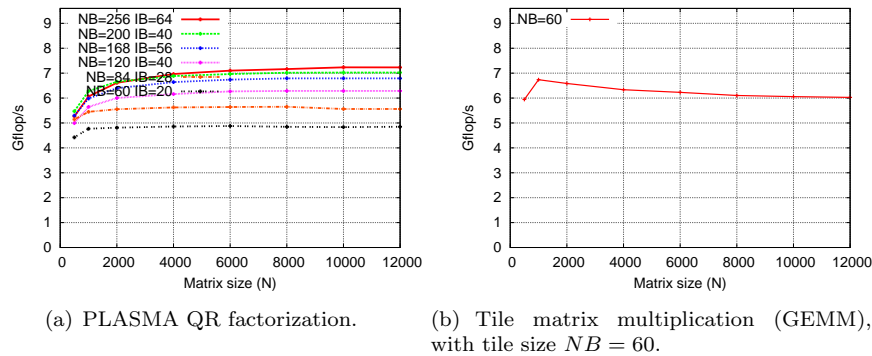 NB=256 IB=64
NB=200 IB=40
NB=168 IB=56
NB=120 IB=40
NB=84 IB=28
NB=60 IB=20
9
8
7
6
5
4
3
2
1
0
Gflop/s
0 2000 4000 6000 8000 10000 12000
Matrix size (N)
(a) PLASMA QR factorization.
NB=60
9
8
7
6
5
4
3
2
1
0
Gflop/s
0 2000 4000 6000 8000 10000 12000
Matrix size (N)
(b) Tile matrix multiplication (GEMM),
with tile size NB = 60.